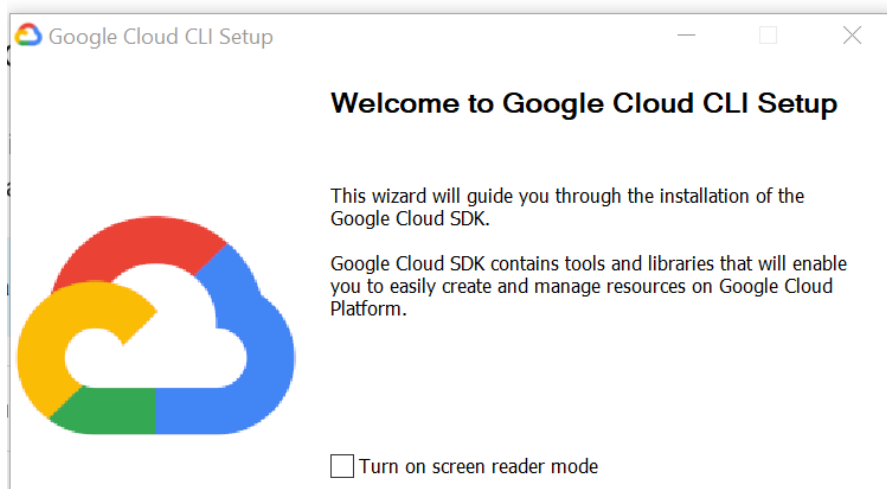 Google Cloud CLI Setup
Welcome to Google Cloud CLI Setup
This wizard will guide you through the installation of the
Google Cloud SDK.
Google Cloud SDK contains tools and libraries that will enable
you to easily create and manage resources on Google Cloud
Platform.
Turn on screen reader mode